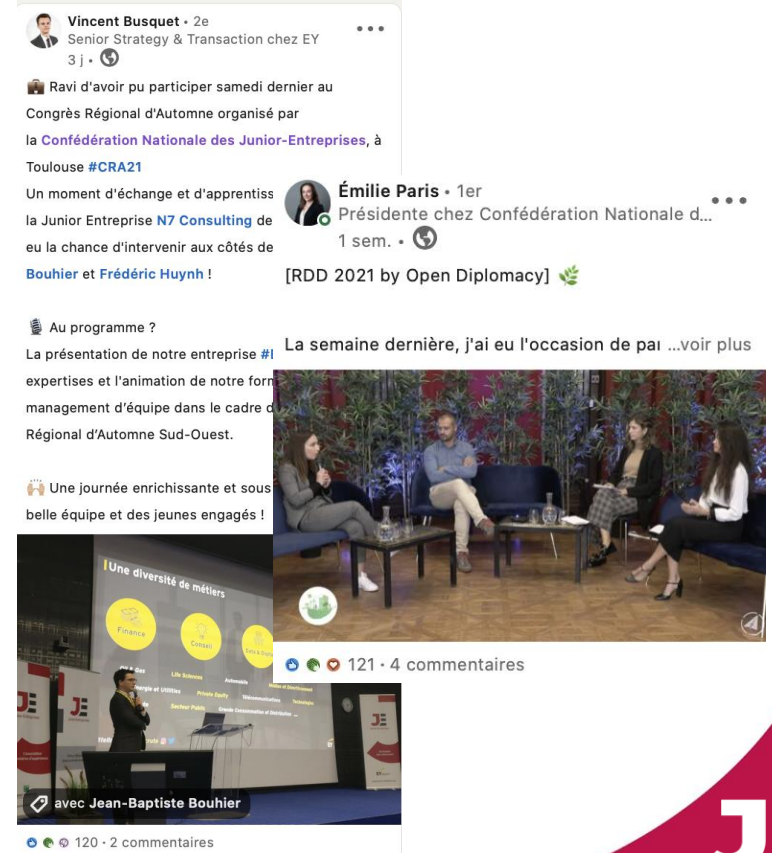 Vincent Busquet • 2e
Senior Strategy & Transaction chez EY
3 j •
Ravi d'avoir pu participer samedi dernier au
Congrès Régional d'Automne organisé par
la Confédération Nationale des Junior-Entreprises, à
Toulouse #CRA21
Un moment d'échange et d'apprentiss
la Junior Entreprise N7 Consulting de
eu la chance d'intervenir aux côtés de
Bouhier et Frédéric Huynh !
Au programme ?
La présentation de notre entreprise
expertises et l'animation de notre form
management d'équipe dans le cadre d
Régional d'Automne Sud-Ouest.
Une journée enrichissante et sous
belle équipe et des jeunes engagés !
Une diversité de métiers
Finance
Conseil
Life Sciences
Automobile
Private Equity
Télécommunications
Secteur Public
Grande Consommation et Distribution
JE
avec Jean-Baptiste Bouhier
120 · 2 commentaires
Émilie Paris • 1er
Présidente chez Confédération Nationale d...
1 sem. •
[RDD 2021 by Open Diplomacy]
La semaine dernière, j'ai eu l'occasion de par ...voir plus
121 · 4 commentaires